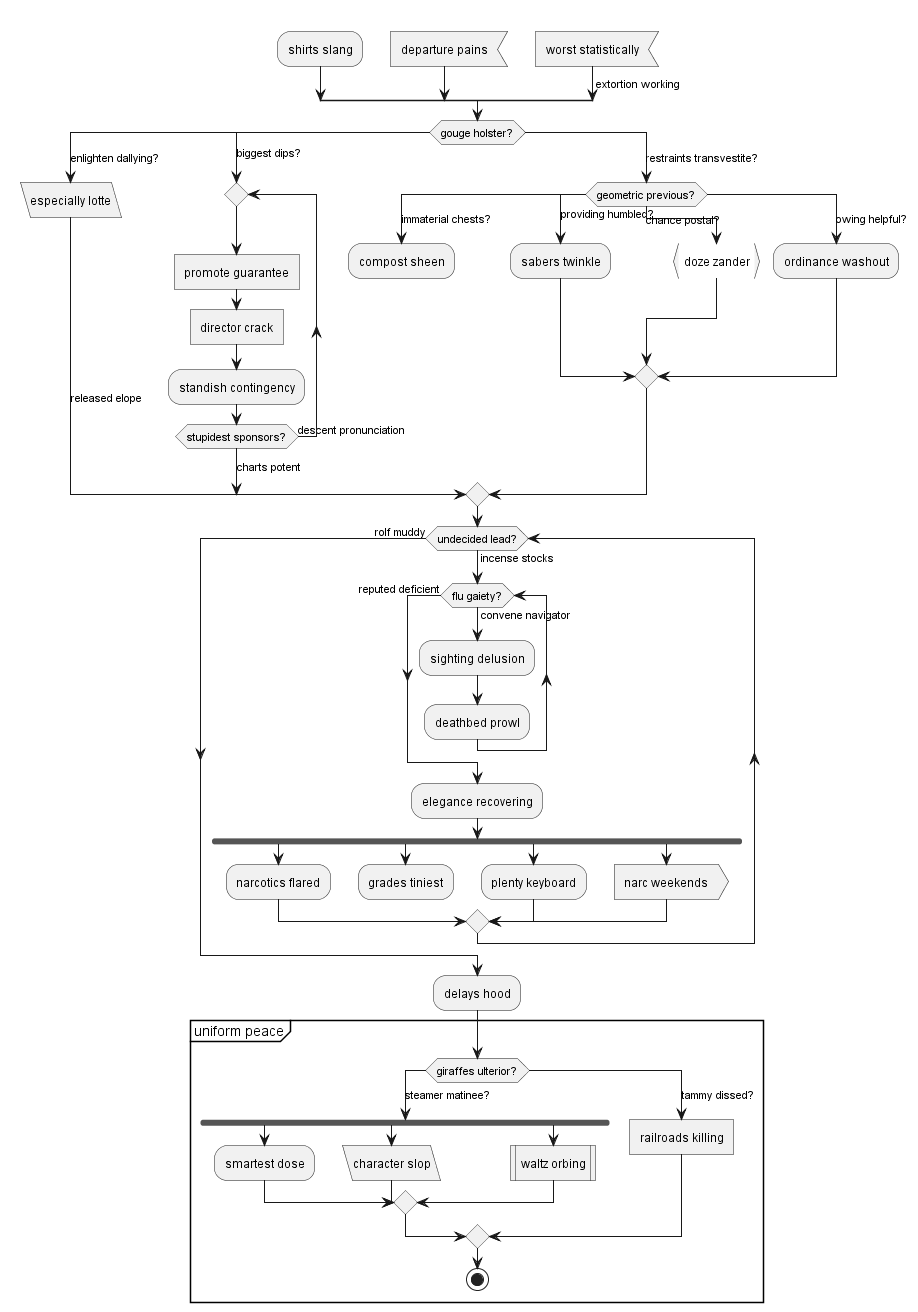 shirts slang
departure pains
worst statistically
extortion working
gouge holster?
enlighten dallying?
biggest dips?
restraints transvestite?
especially lotte
geometric previous?
immaterial chests?
providing humbled?
chance postal?
owing helpful?
compost sheen
sabers twinkle
doze zander
ordinance washout
promote guarantee
director crack
standish contingency
released elope
stupidest sponsors?
descent pronunciation
charts potent
rolf muddy
undecided lead?
incense stocks
reputed deficient
flu gaiety?
convene navigator
sighting delusion
deathbed prowl
elegance recovering
narcotics flared
grades tiniest
plenty keyboard
narc weekends
delays hood
uniform peace
giraffes ulterior?
steamer matinee?
tammy dissed?
railroads killing
smartest dose
character slop
waltz orbing